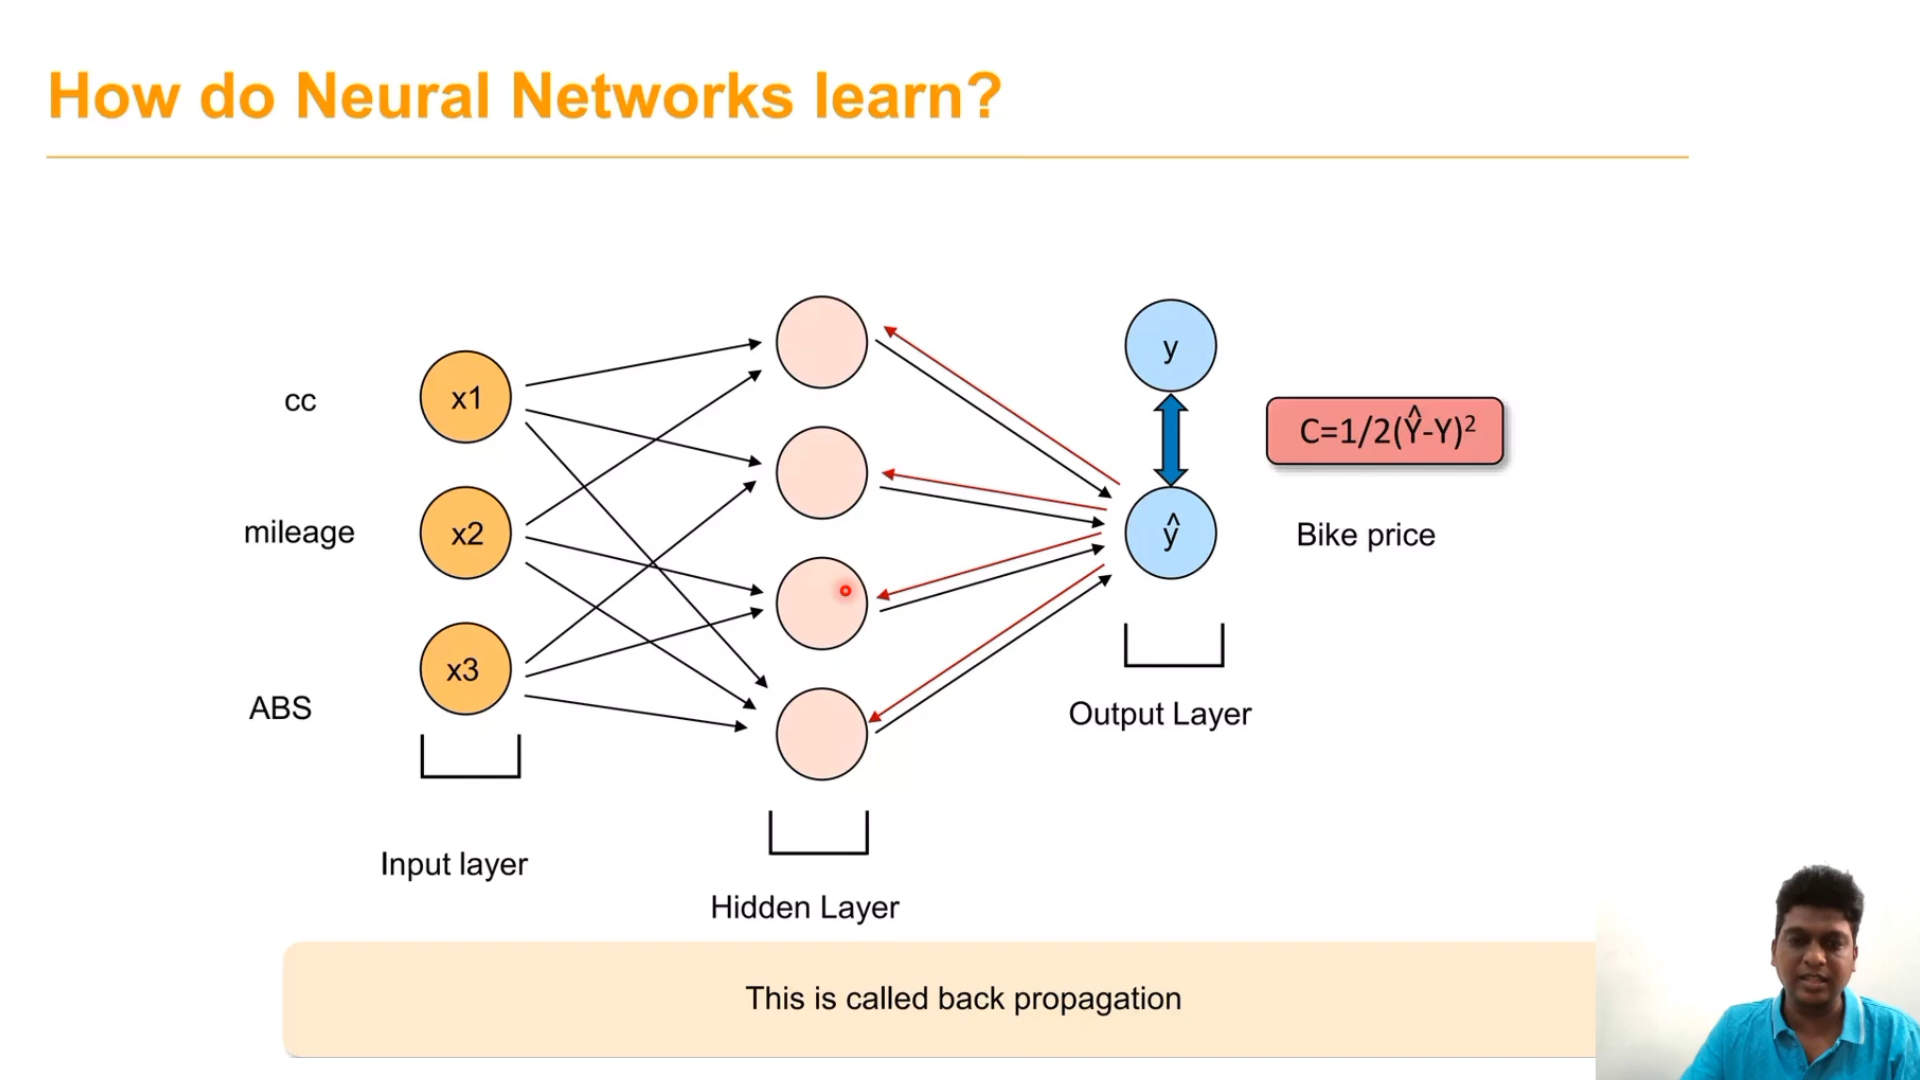 How do Neural Networks learn?
cc
x1
mileage
x2
ABS
x3
Input layer
Hidden Layer
y
ŷ
C=1/2(Ŷ-Y)²
Bike price
Output Layer
This is called back propagation